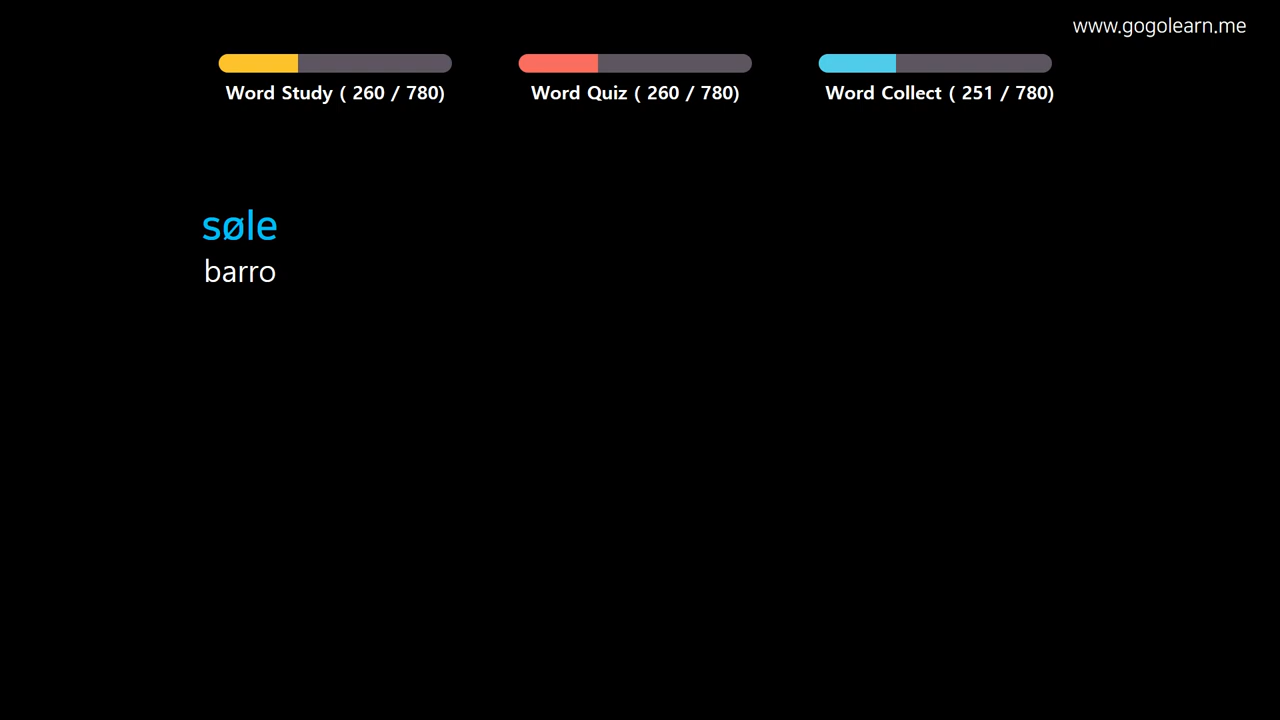 www.gogolearn.me
Word Study ( 260 / 780)
Word Quiz ( 260 / 780)
Word Collect ( 251 / 780)
søle
barro